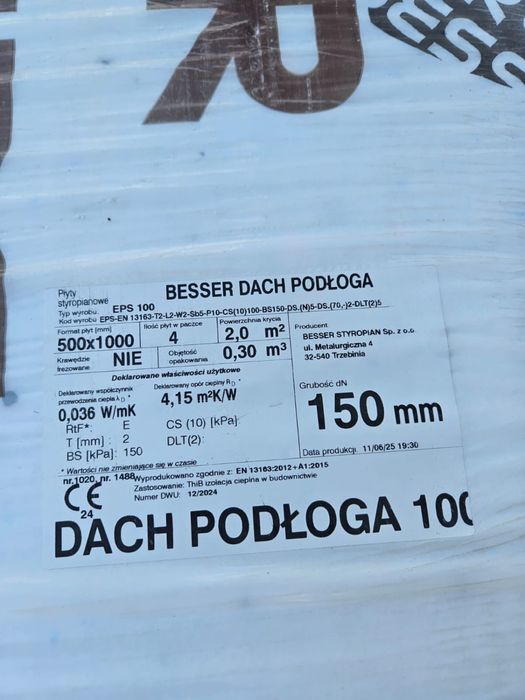 Płyty styropianowe
BESSER DACH PODŁOGA
Typ wyrobu EPS 100
Kod wyrobu EPS-EN 13163-T2-L2-W2-Sb5-P10-CS(10)100-BS150-DS.(N)5-DS.(70,-)2-DLT(2)5
Format płyt [mm]
500x1000
Ilość płyt w paczce
4
Powierzchnia krycia
2,0 m²
Krawędzie frezowane
NIE
Objętość opakowania
0,30 m³
Producent
BESSER STYROPIAN Sp. z o.o.
ul. Metalurgiczna 4
32-540 Trzebinia
Deklarowane właściwości użytkowe
Deklarowany współczynnik
przewodzenia ciepła λD *
0,036 W/mK
Deklarowany opór cieplny RD *
4,15 m²K/W
Grubość dN
150 mm
RtF*: E
CS (10) [kPa]:
T [mm] : 2
DLT(2):
BS [kPa]: 150
Data produkcji 11/06/25 19:30
* Wartości nie zmieniające się w czasie
nr.1020, nr. 1488
Wyprodukowano zgodnie z: EN 13163:2012+A1:2015
Zastosowanie: ThiB izolacja cieplna w budownictwie
Numer DWU: 12/2024
CE
24
DACH PODŁOGA 100